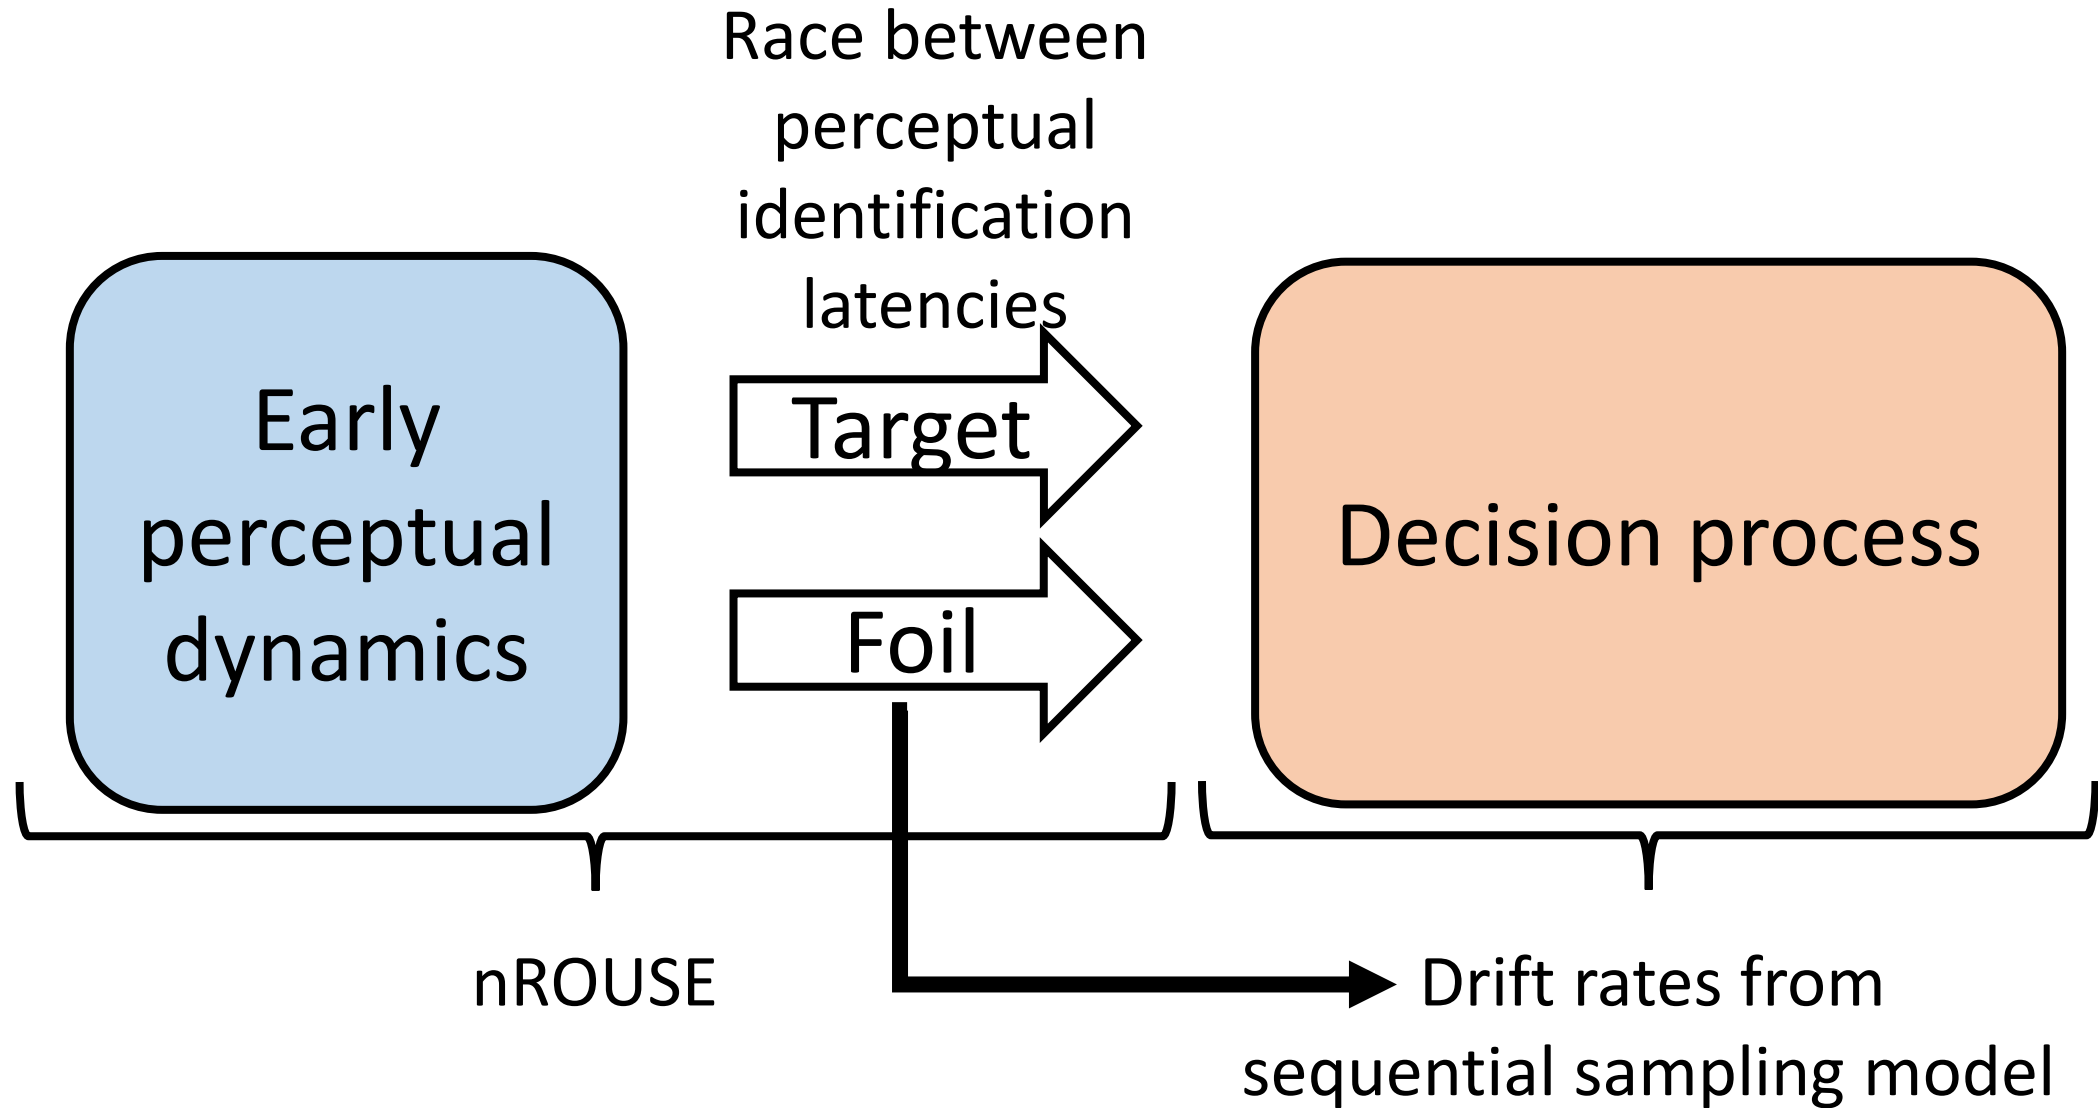 Race between
perceptual
identification
latencies
Early
perceptual
dynamics
Target
Foil
Decision process
nROUSE
Drift rates from
sequential sampling model